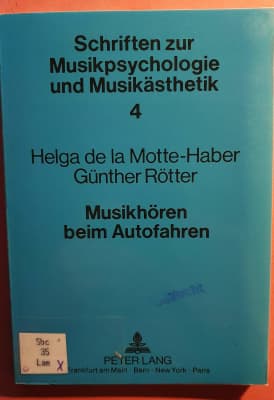 Schriften zur
Musikpsychologie
und Musikästhetik
4
Helga de la Motte-Haber
Günther Rötter
Musikhören
beim Autofahren
Sbc
35
Lam
X
PETER LANG
Frankfurt am Main · Bern · New York · Paris